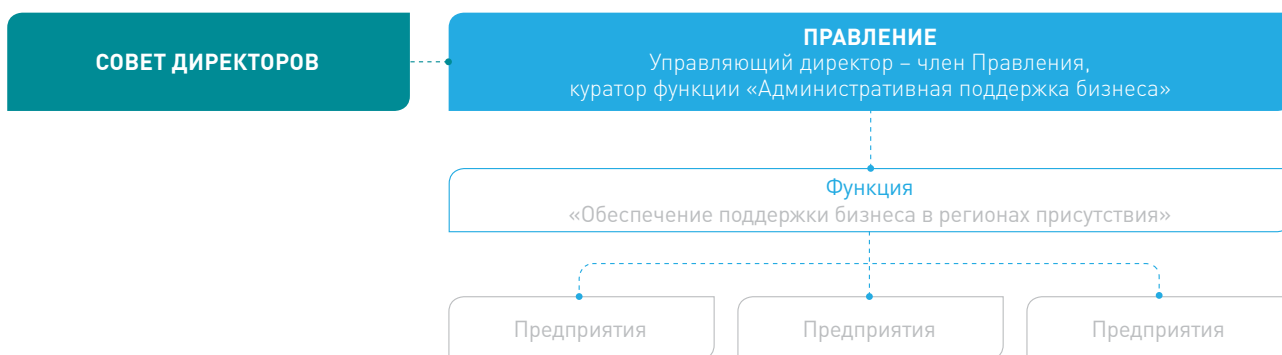 СОВЕТ ДИРЕКТОРОВ
ПРАВЛЕНИЕ
Управляющий директор – член Правления,
куратор функции «Административная поддержка бизнеса»
Функция
«Обеспечение поддержки бизнеса в регионах присутствия»
Предприятия
Предприятия
Предприятия